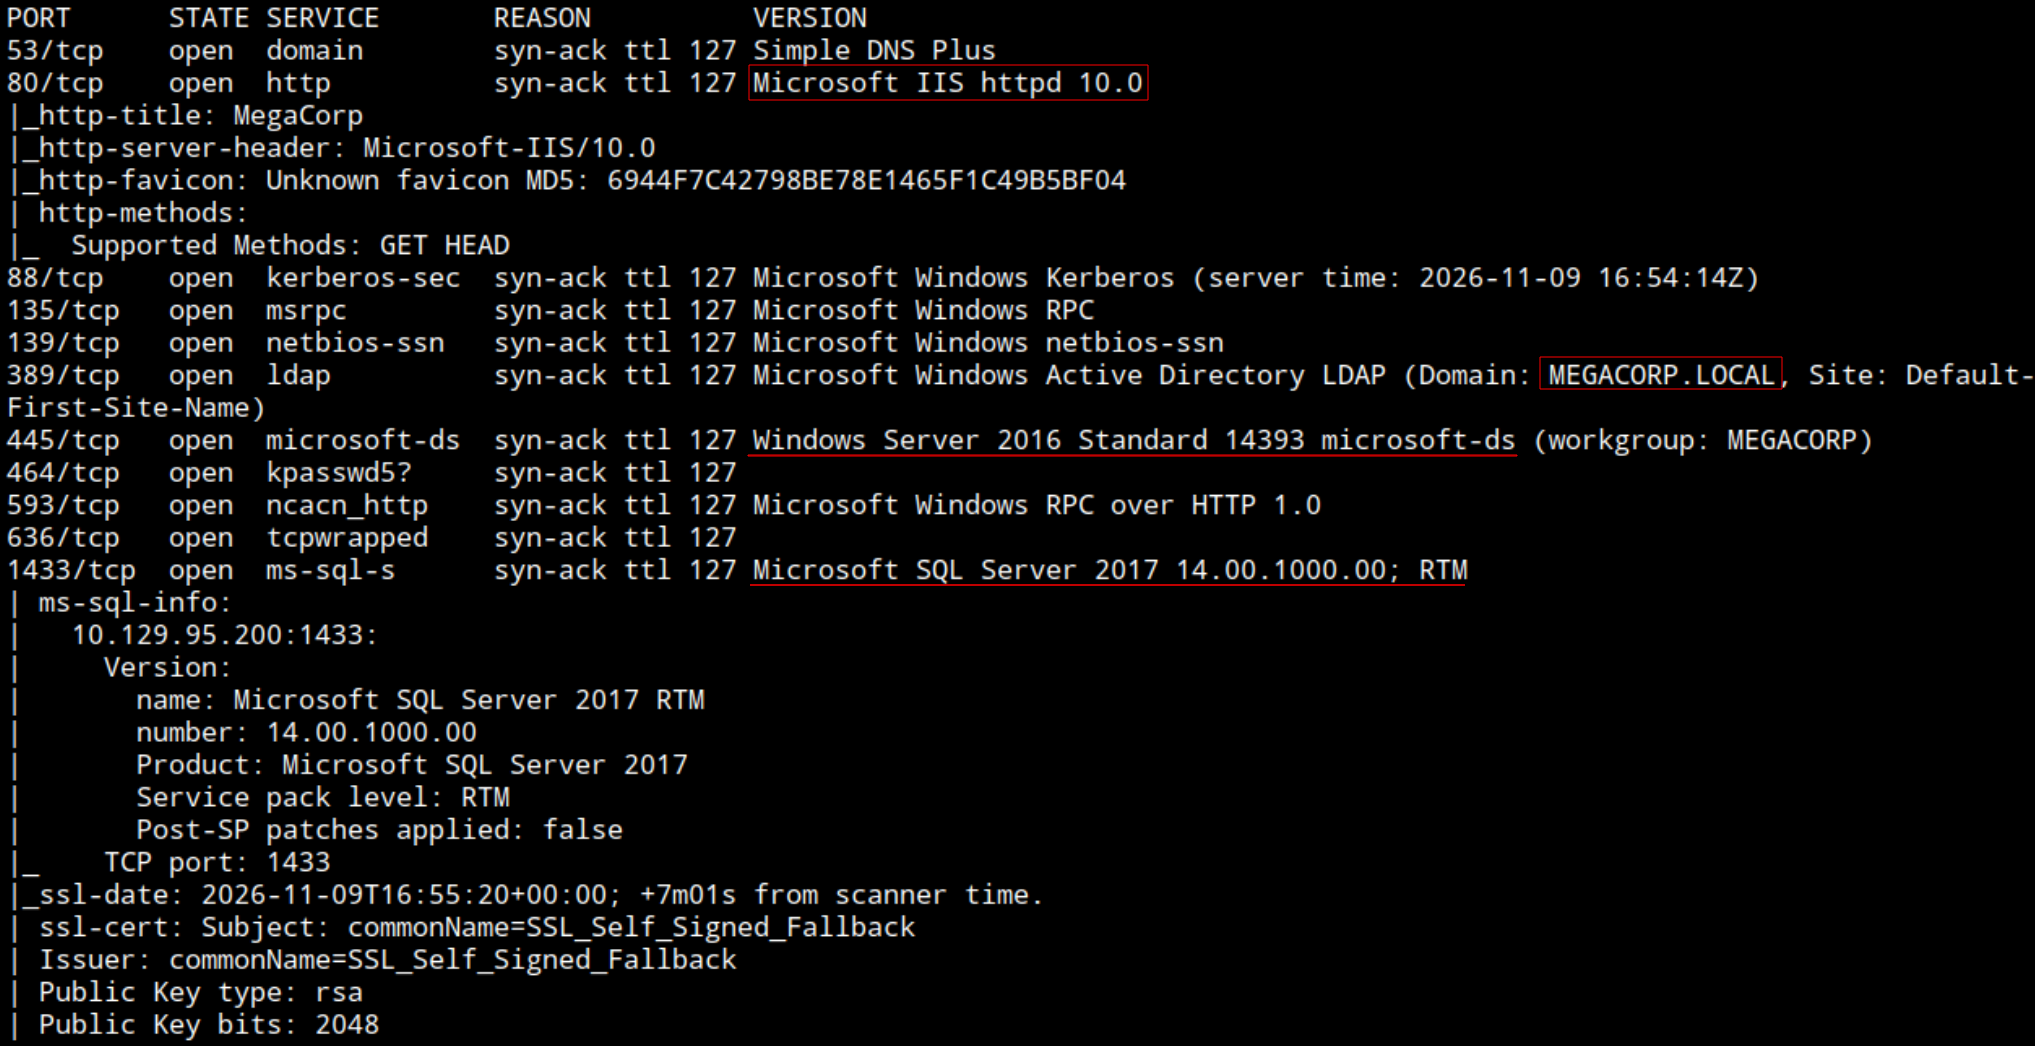 PORT      STATE SERVICE       REASON          VERSION
53/tcp    open  domain        syn-ack ttl 127 Simple DNS Plus
80/tcp    open  http          syn-ack ttl 127 Microsoft IIS httpd 10.0
|_http-title: MegaCorp
|_http-server-header: Microsoft-IIS/10.0
|_http-favicon: Unknown favicon MD5: 6944F7C42798BE78E1465F1C49B5BF04
| http-methods:
|_  Supported Methods: GET HEAD
88/tcp    open  kerberos-sec  syn-ack ttl 127 Microsoft Windows Kerberos (server time: 2026-11-09 16:54:14Z)
135/tcp   open  msrpc         syn-ack ttl 127 Microsoft Windows RPC
139/tcp   open  netbios-ssn   syn-ack ttl 127 Microsoft Windows netbios-ssn
389/tcp   open  ldap          syn-ack ttl 127 Microsoft Windows Active Directory LDAP (Domain: MEGACORP.LOCAL, Site: Default-
First-Site-Name)
445/tcp   open  microsoft-ds  syn-ack ttl 127 Windows Server 2016 Standard 14393 microsoft-ds (workgroup: MEGACORP)
464/tcp   open  kpasswd5?     syn-ack ttl 127
593/tcp   open  ncacn_http    syn-ack ttl 127 Microsoft Windows RPC over HTTP 1.0
636/tcp   open  tcpwrapped    syn-ack ttl 127
1433/tcp  open  ms-sql-s      syn-ack ttl 127 Microsoft SQL Server 2017 14.00.1000.00; RTM
| ms-sql-info:
|   10.129.95.200:1433:
|     Version:
|       name: Microsoft SQL Server 2017 RTM
|       number: 14.00.1000.00
|       Product: Microsoft SQL Server 2017
|       Service pack level: RTM
|       Post-SP patches applied: false
|_    TCP port: 1433
|_ssl-date: 2026-11-09T16:55:20+00:00; +7m01s from scanner time.
| ssl-cert: Subject: commonName=SSL_Self_Signed_Fallback
| Issuer: commonName=SSL_Self_Signed_Fallback
| Public Key type: rsa
| Public Key bits: 2048